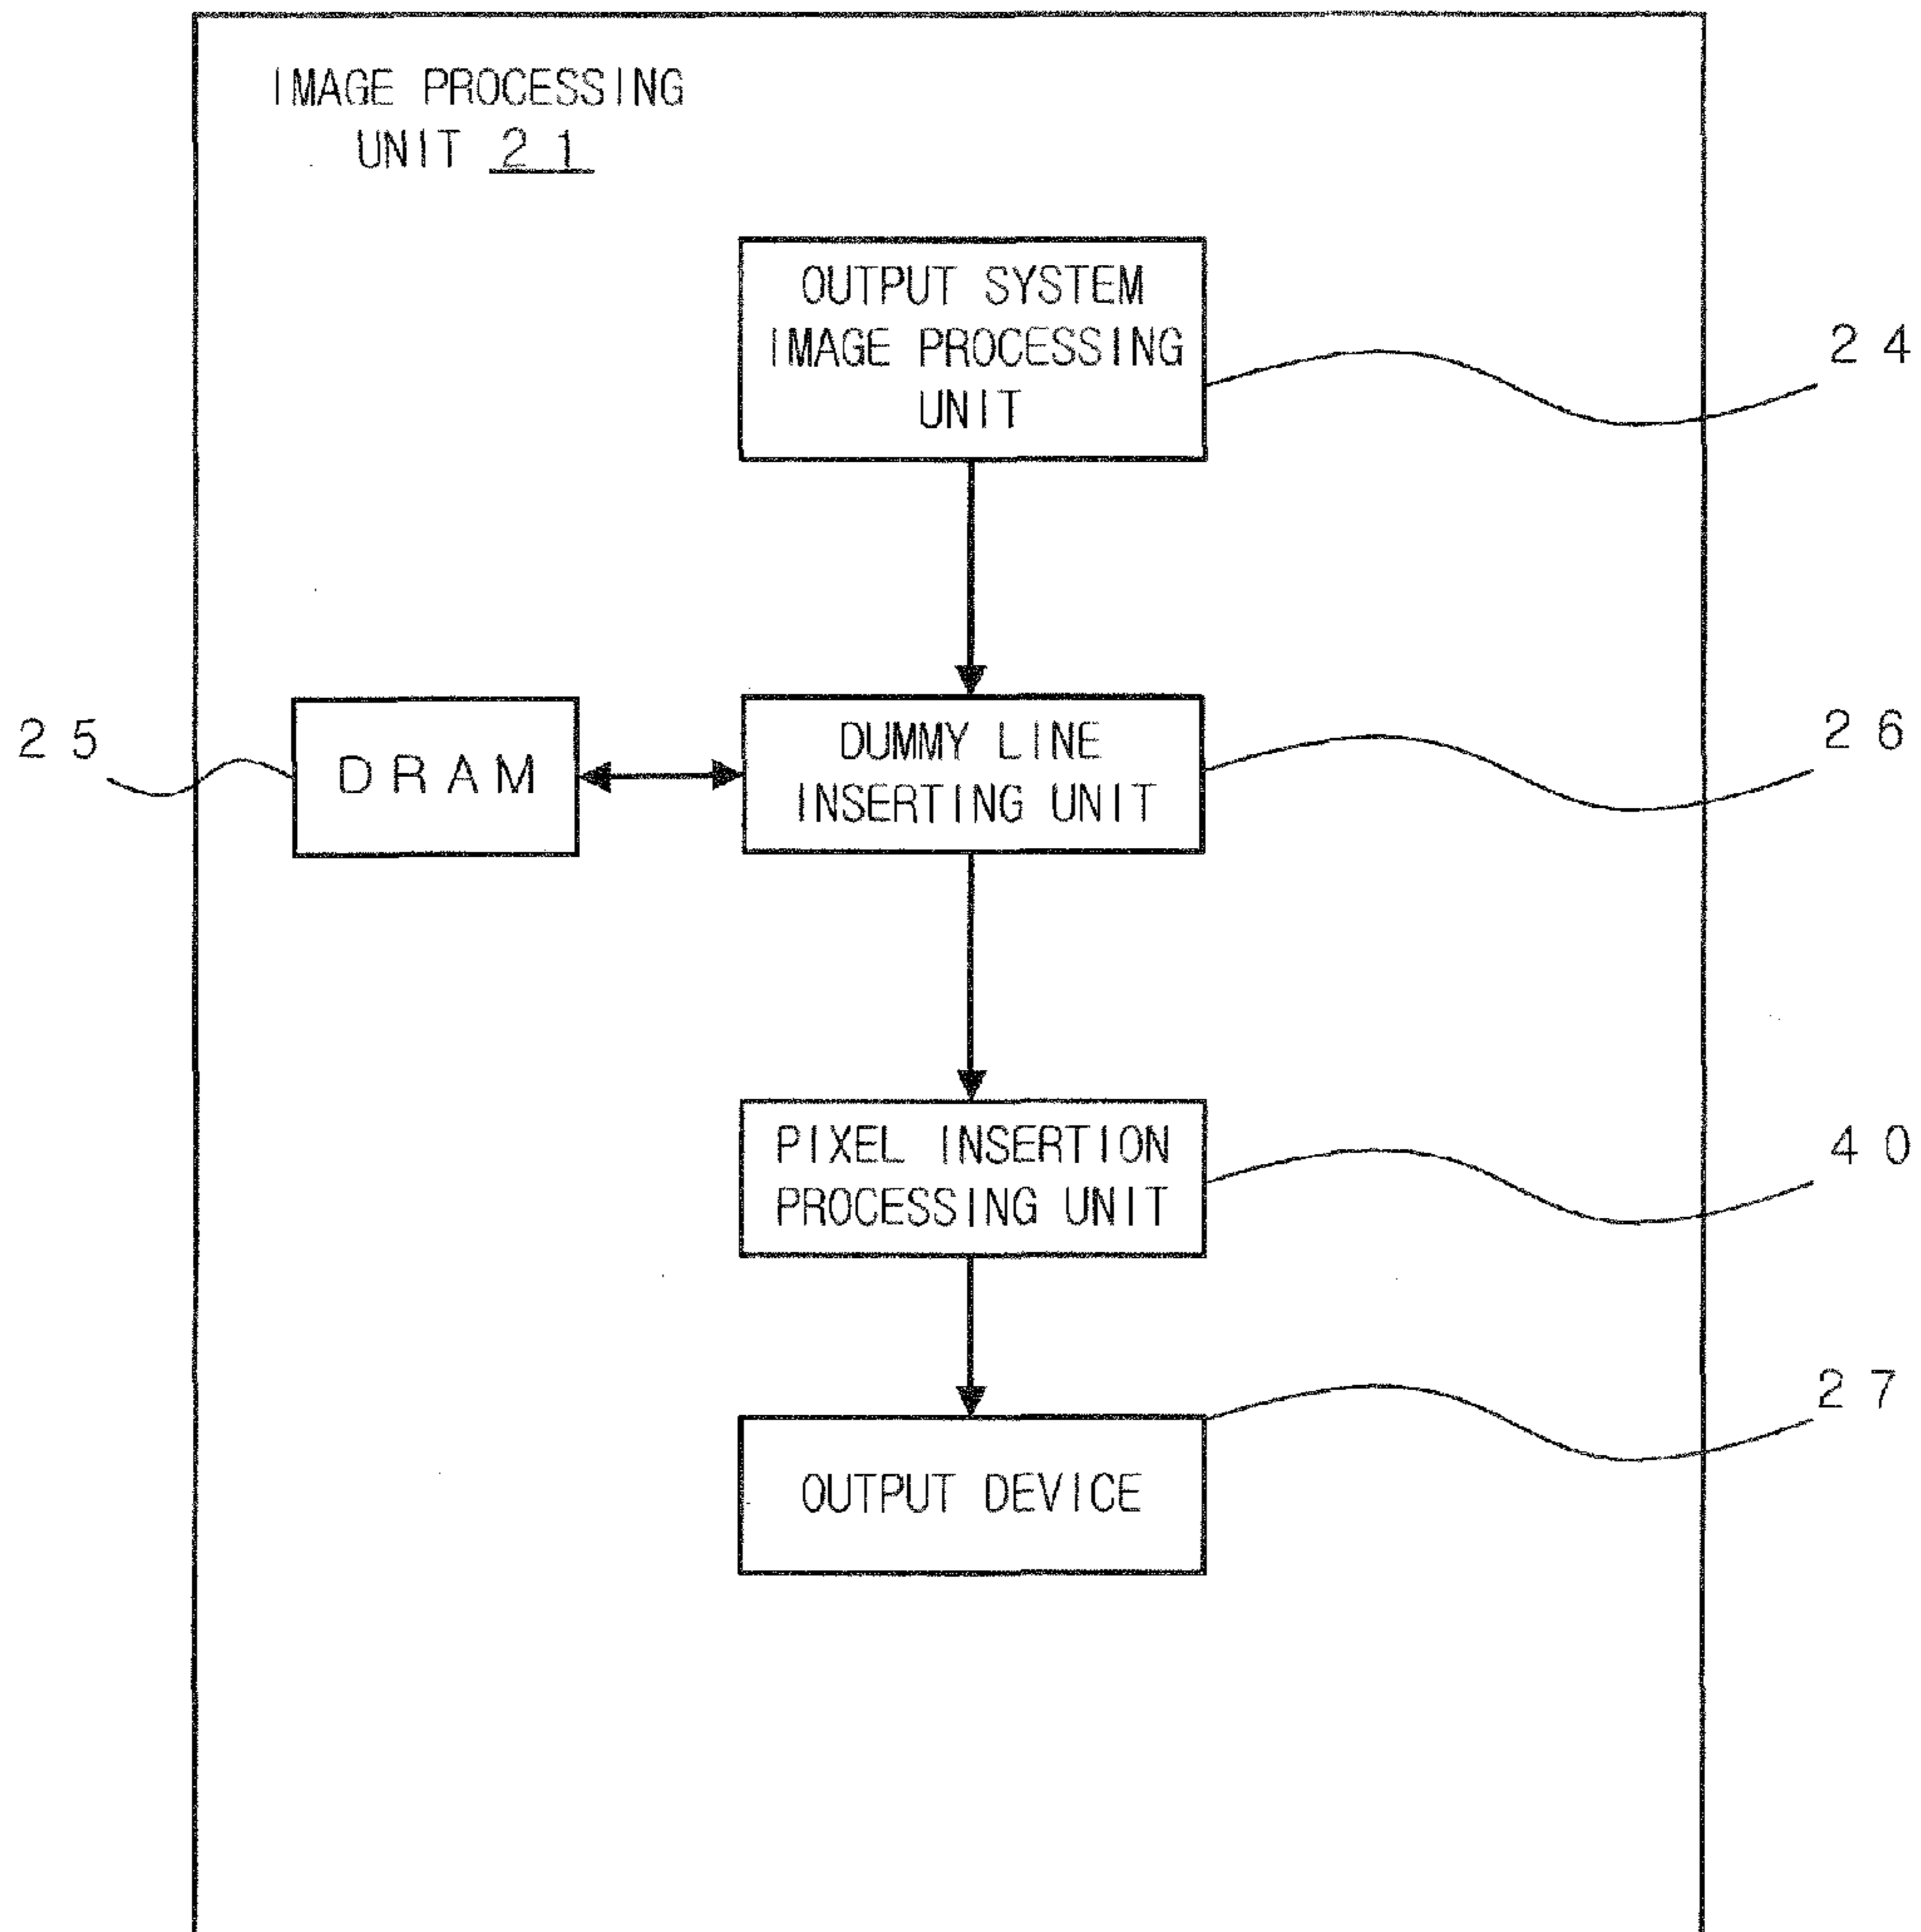 IMAGE PROCESSING
UNIT 21
OUTPUT SYSTEM
IMAGE PROCESSING
UNIT
24
25
DRAM
DUMMY LINE
INSERTING UNIT
26
PIXEL INSERTION
PROCESSING UNIT
40
27
OUTPUT DEVICE